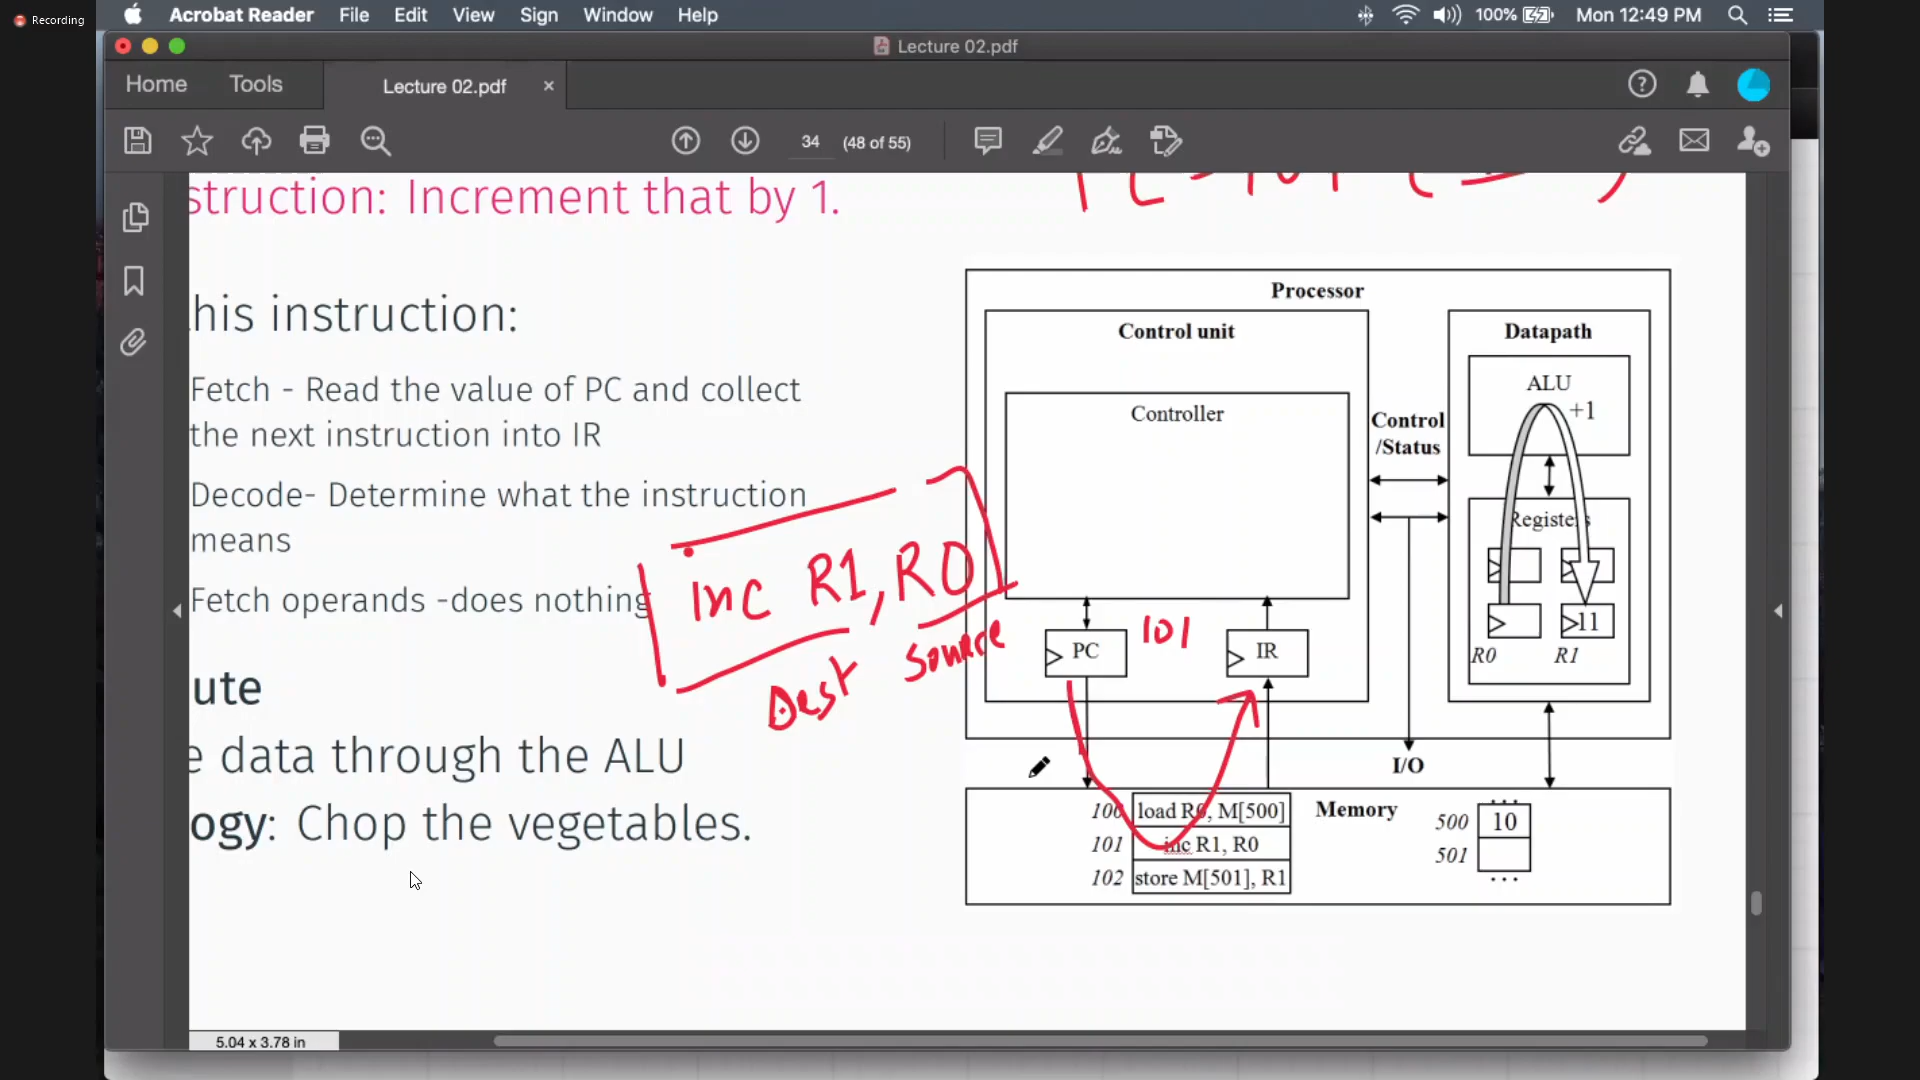 Recording
Acrobat Reader File Edit View Sign Window Help 100% Mon 12:49 PM
Lecture 02.pdf
Home Tools Lecture 02.pdf ×
34 (48 of 55)
struction: Increment that by 1.
his instruction:
Fetch - Read the value of PC and collect
the next instruction into IR
Decode- Determine what the instruction
means
Fetch operands -does nothing
ute
e data through the ALU
ogy: Chop the vegetables.
inc R1, R0
Dest Source
Processor
Control unit
Controller
Control
/Status
Datapath
ALU
+1
Registers
11
R0 R1
PC 101 IR
I/O
Memory
100 load R0, M[500]
101 inc R1, R0
102 store M[501], R1
...
500 10
501
...
5.04 x 3.78 in